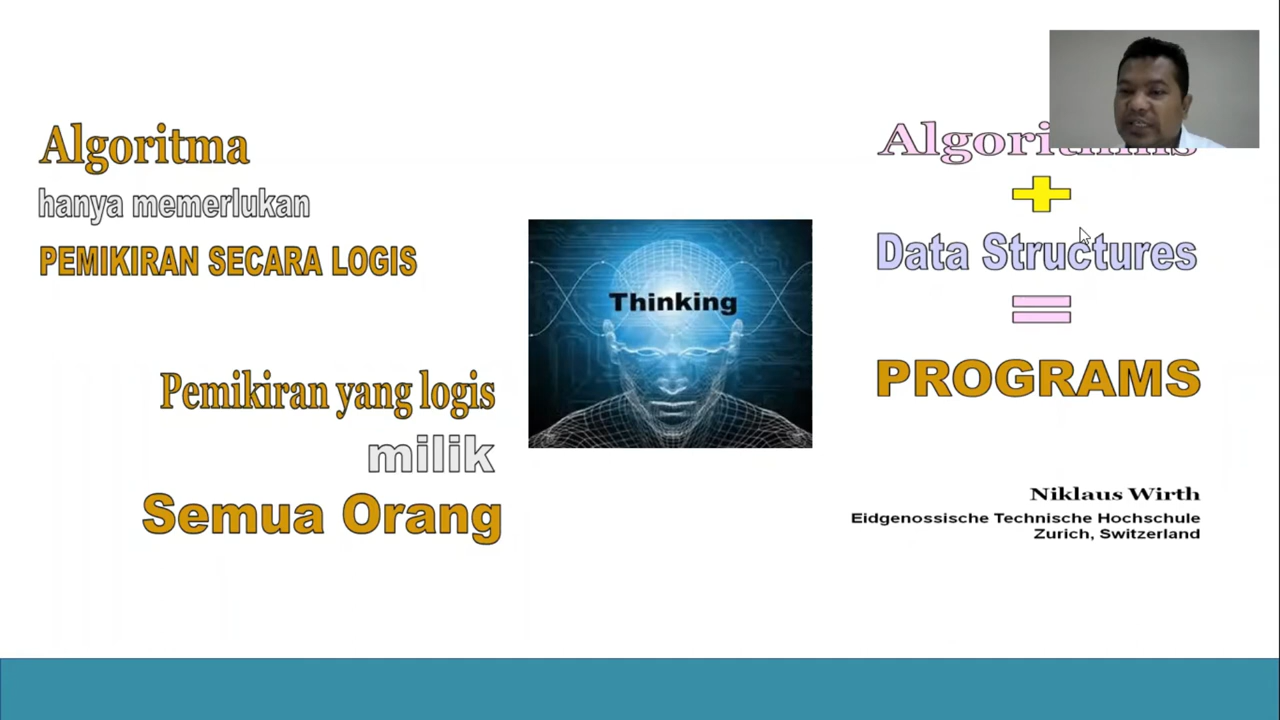 Algoritma
hanya memerlukan
PEMIKIRAN SECARA LOGIS
Pemikiran yang logis
milik
Semua Orang
Thinking
+
Data Structures
=
PROGRAMS
Niklaus Wirth
Eidgenossische Technische Hochschule
Zurich, Switzerland